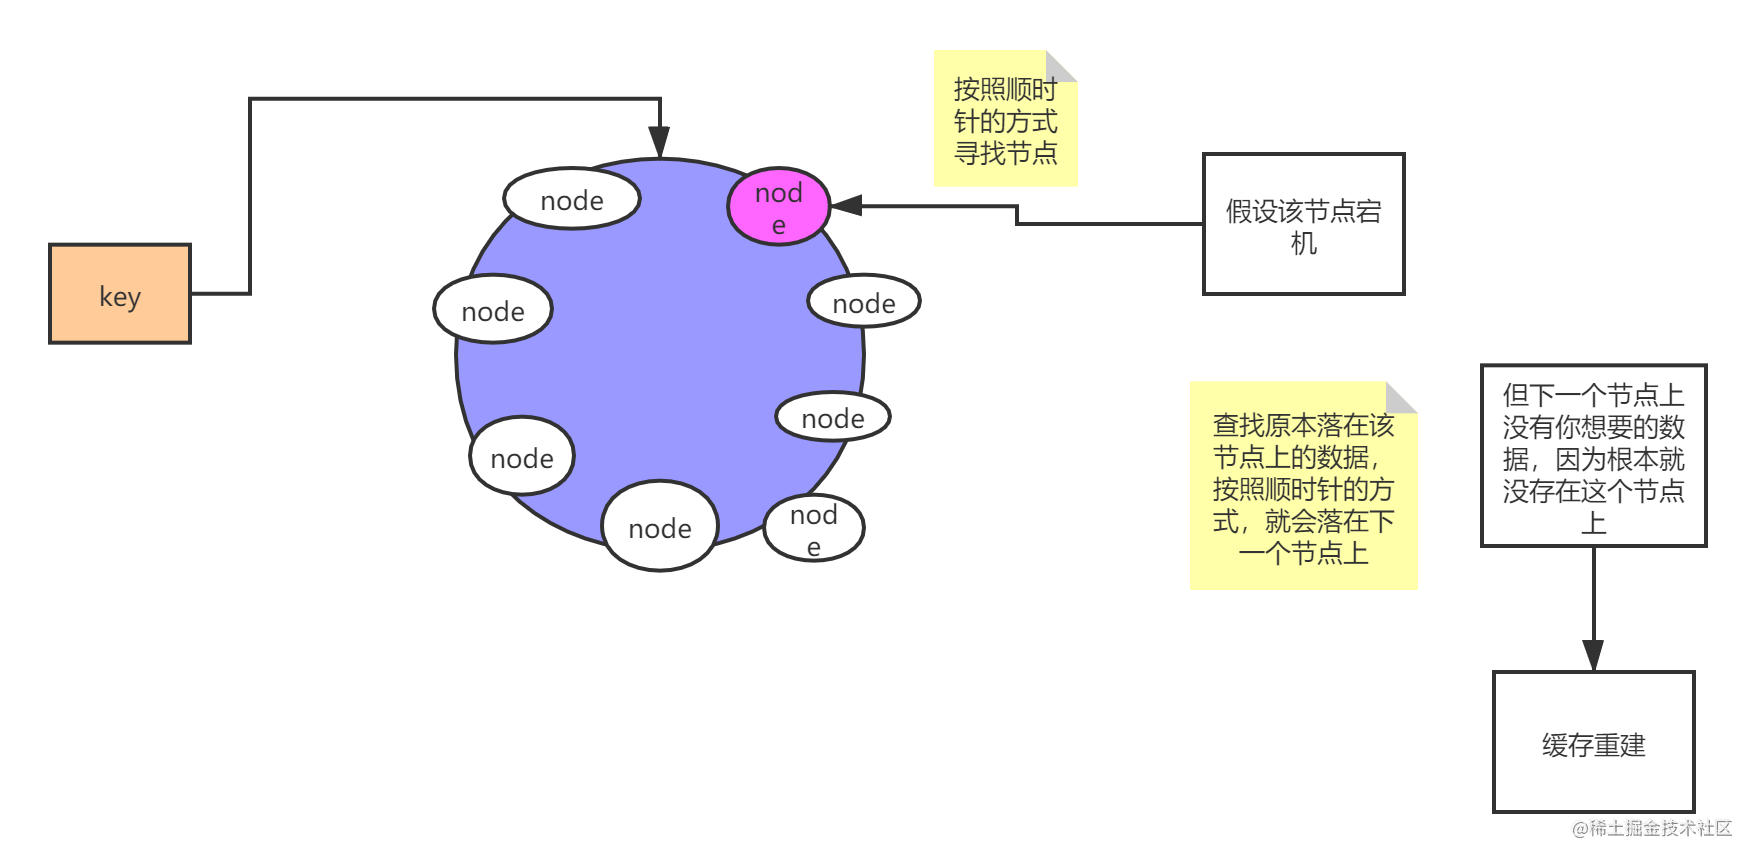 按照顺时
针的方式
寻找节点
node
nod
e
假设该节点宕
机
key
node
node
但下一个节点上
没有你想要的数
据，因为根本就
没存在这个节点
上
node
查找原本落在该
节点上的数据，
按照顺时针的方
式，就会落在下
一个节点上
node
node
nod
e
缓存重建
@稀土掘金技术社区